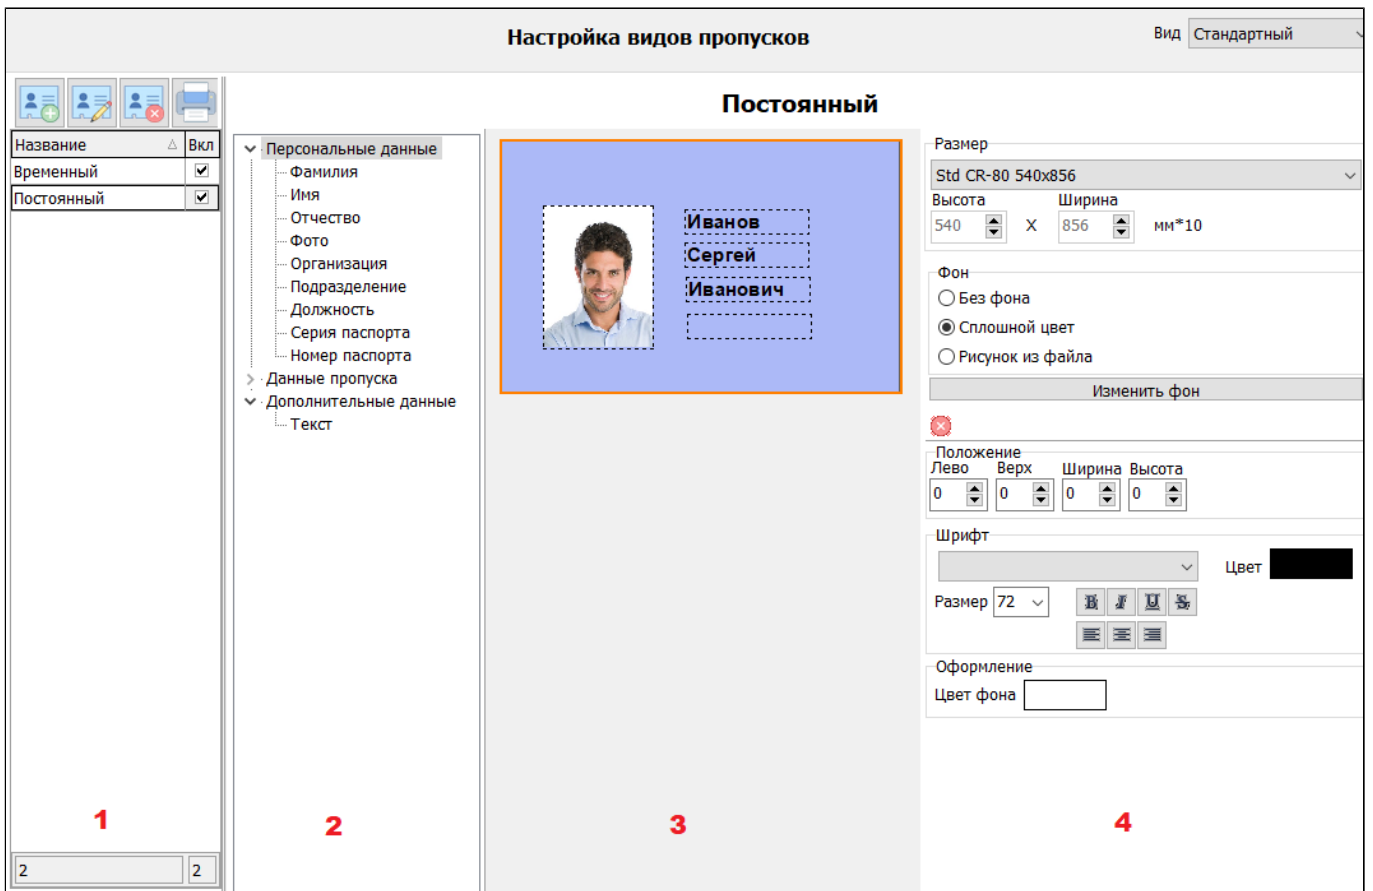 Настройка видов пропусков
Вид Стандартный
Постоянный
Название Вкл
Временный
Постоянный
1
2 2
Персональные данные
Фамилия
Имя
Отчество
Фото
Организация
Подразделение
Должность
Серия паспорта
Номер паспорта
Данные пропуска
Дополнительные данные
Текст
2
Иванов
Сергей
Иванович
3
Размер
Std CR-80 540x856
Высота Ширина
540 X 856 мм*10
Фон
Без фона
Сплошной цвет
Рисунок из файла
Изменить фон
Положение
Лево Верх Ширина Высота
0 0 0 0
Шрифт
Цвет
Размер 72 B I U S
Оформление
Цвет фона
4